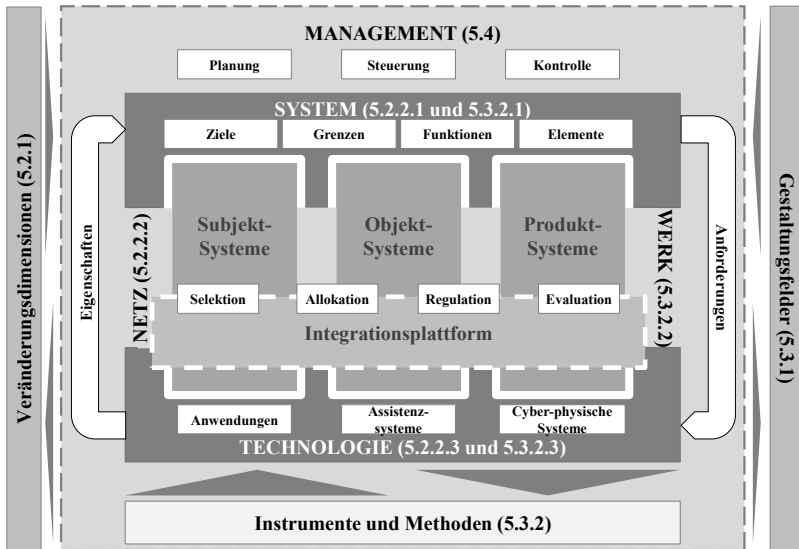 MANAGEMENT (5.4)
Planung
Steuerung
Kontrolle
SYSTEM (5.2.2.1 und 5.3.2.1)
Ziele
Grenzen
Funktionen
Elemente
Veränderungsdimensionen (5.2.1)
Eigenschaften
NETZ (5.2.2.2)
Subjekt-
Systeme
Objekt-
Systeme
Produkt-
Systeme
WERK (5.3.2.2)
Anforderungen
Gestaltungsfelder (5.3.1)
Selektion
Allokation
Regulation
Evaluation
Integrationsplattform
Anwendungen
Assistenz-
systeme
Cyber-physische
Systeme
TECHNOLOGIE (5.2.2.3 und 5.3.2.3)
Instrumente und Methoden (5.3.2)